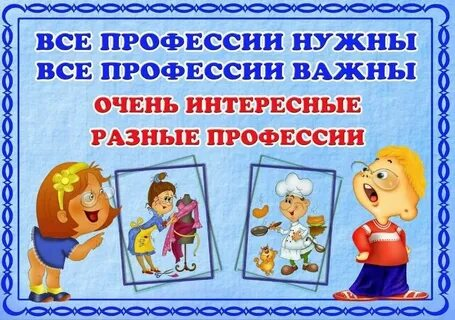 ВСЕ ПРОФЕССИИ НУЖНЫ
ВСЕ ПРОФЕССИИ ВАЖНЫ
ОЧЕНЬ ИНТЕРЕСНЫЕ
РАЗНЫЕ ПРОФЕССИИ